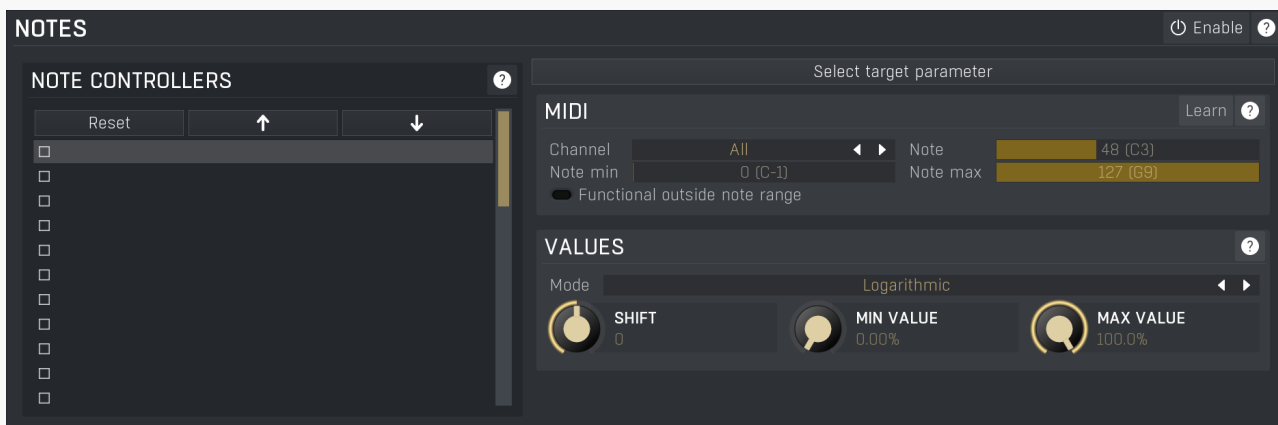 NOTES
Enable ?
NOTE CONTROLLERS ?
Reset
Select target parameter
MIDI
Learn ?
Channel All Note 48 (C3)
Note min 0 (C-1) Note max 127 (G9)
Functional outside note range
VALUES ?
Mode Logarithmic
SHIFT
0
MIN VALUE
0.00%
MAX VALUE
100.0%